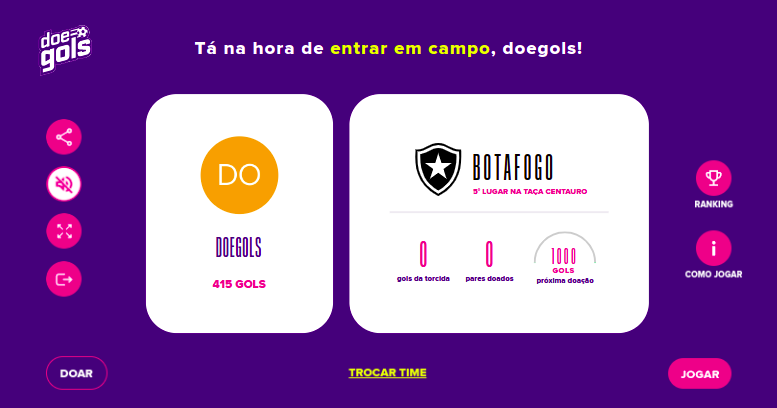 doe
gols
Tá na hora de entrar em campo, doegols!
DO
DOEGOLS
415 GOLS
BOTAFOGO
5º LUGAR NA TAÇA CENTAURO
0
gols da torcida
0
pares doados
1000
GOLS
próxima doação
RANKING
COMO JOGAR
DOAR
TROCAR TIME
JOGAR